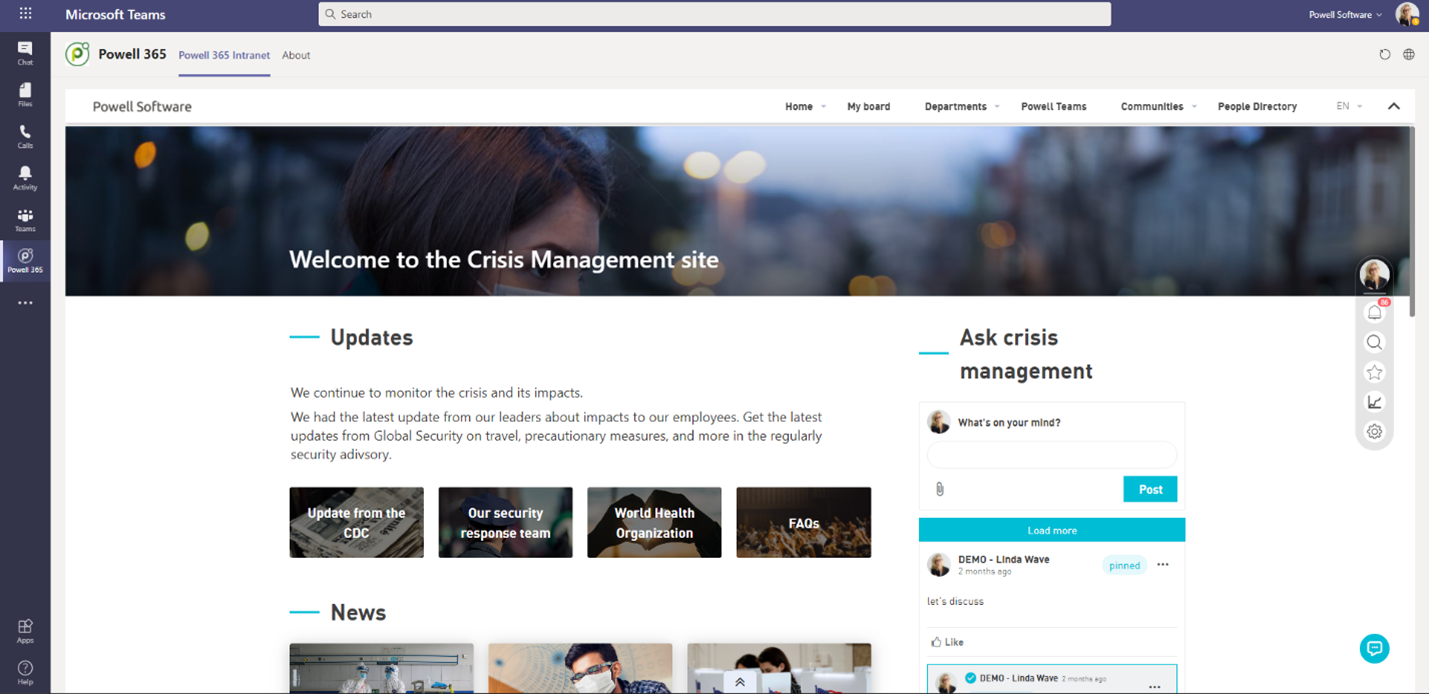 Microsoft Teams
Search
Powell Software
Chat
Files
Calls
Activity
Teams
Powell 365
Apps
Help
Powell 365
Powell 365 Intranet
About
Powell Software
Home
My board
Departments
Powell Teams
Communities
People Directory
EN
Welcome to the Crisis Management site
Updates
We continue to monitor the crisis and its impacts.
We had the latest update from our leaders about impacts to our employees. Get the latest
updates from Global Security on travel, precautionary measures, and more in the regularly
security adivsory.
Update from the
CDC
Our security
response team
World Health
Organization
FAQs
News
Ask crisis
management
What's on your mind?
Post
Load more
DEMO - Linda Wave
2 months ago
pinned
let's discuss
Like
DEMO - Linda Wave 2 months ago